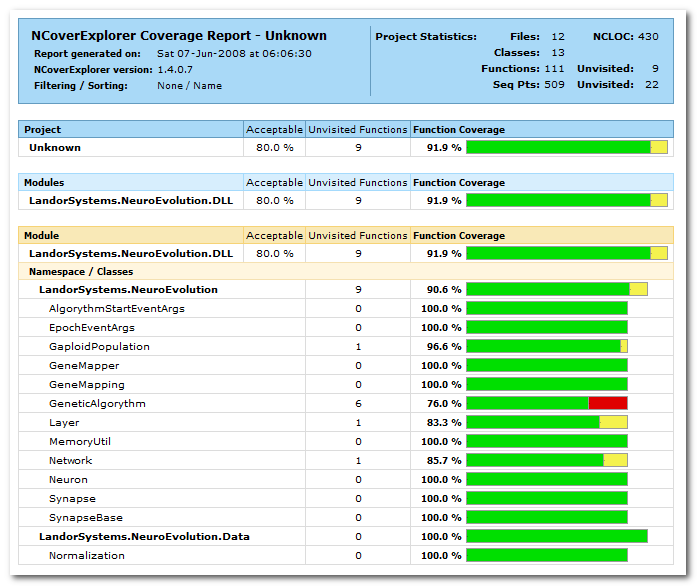 NCoverExplorer Coverage Report - Unknown
Report generated on: Sat 07-Jun-2008 at 06:06:30
NCoverExplorer version: 1.4.0.7
Filtering / Sorting: None / Name
Project Statistics: Files: 12 NCLOC: 430
Classes: 13
Functions: 111 Unvisited: 9
Seq Pts: 509 Unvisited: 22
Project Acceptable Unvisited Functions Function Coverage
Unknown 80.0 % 9 91.9 %
Modules Acceptable Unvisited Functions Function Coverage
LandorSystems.NeuroEvolution.DLL 80.0 % 9 91.9 %
Module Acceptable Unvisited Functions Function Coverage
LandorSystems.NeuroEvolution.DLL 80.0 % 9 91.9 %
Namespace / Classes
LandorSystems.NeuroEvolution 9 90.6 %
AlgorythmStartEventArgs 0 100.0 %
EpochEventArgs 0 100.0 %
GaploidPopulation 1 96.6 %
GeneMapper 0 100.0 %
GeneMapping 0 100.0 %
GeneticAlgorythm 6 76.0 %
Layer 1 83.3 %
MemoryUtil 0 100.0 %
Network 1 85.7 %
Neuron 0 100.0 %
Synapse 0 100.0 %
SynapseBase 0 100.0 %
LandorSystems.NeuroEvolution.Data 0 100.0 %
Normalization 0 100.0 %